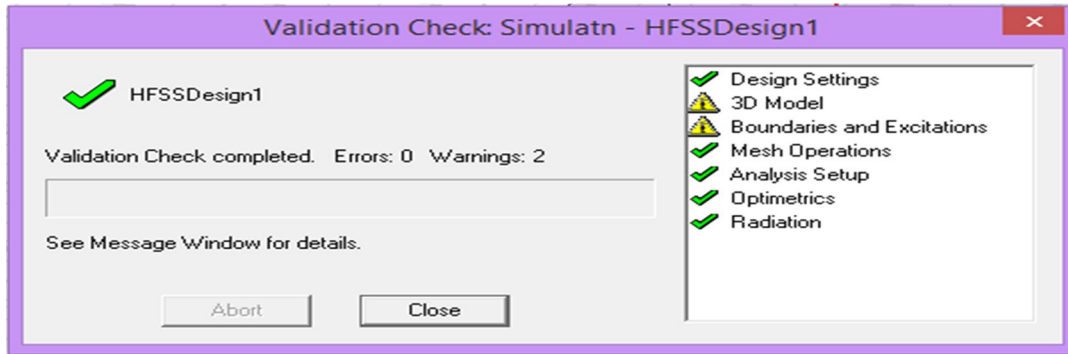 Validation Check: Simulatn - HFSSDesign1
HFSSDesign1
Validation Check completed. Errors: 0 Warnings: 2
See Message Window for details.
Abort
Close
Design Settings
3D Model
Boundaries and Excitations
Mesh Operations
Analysis Setup
Optimetrics
Radiation